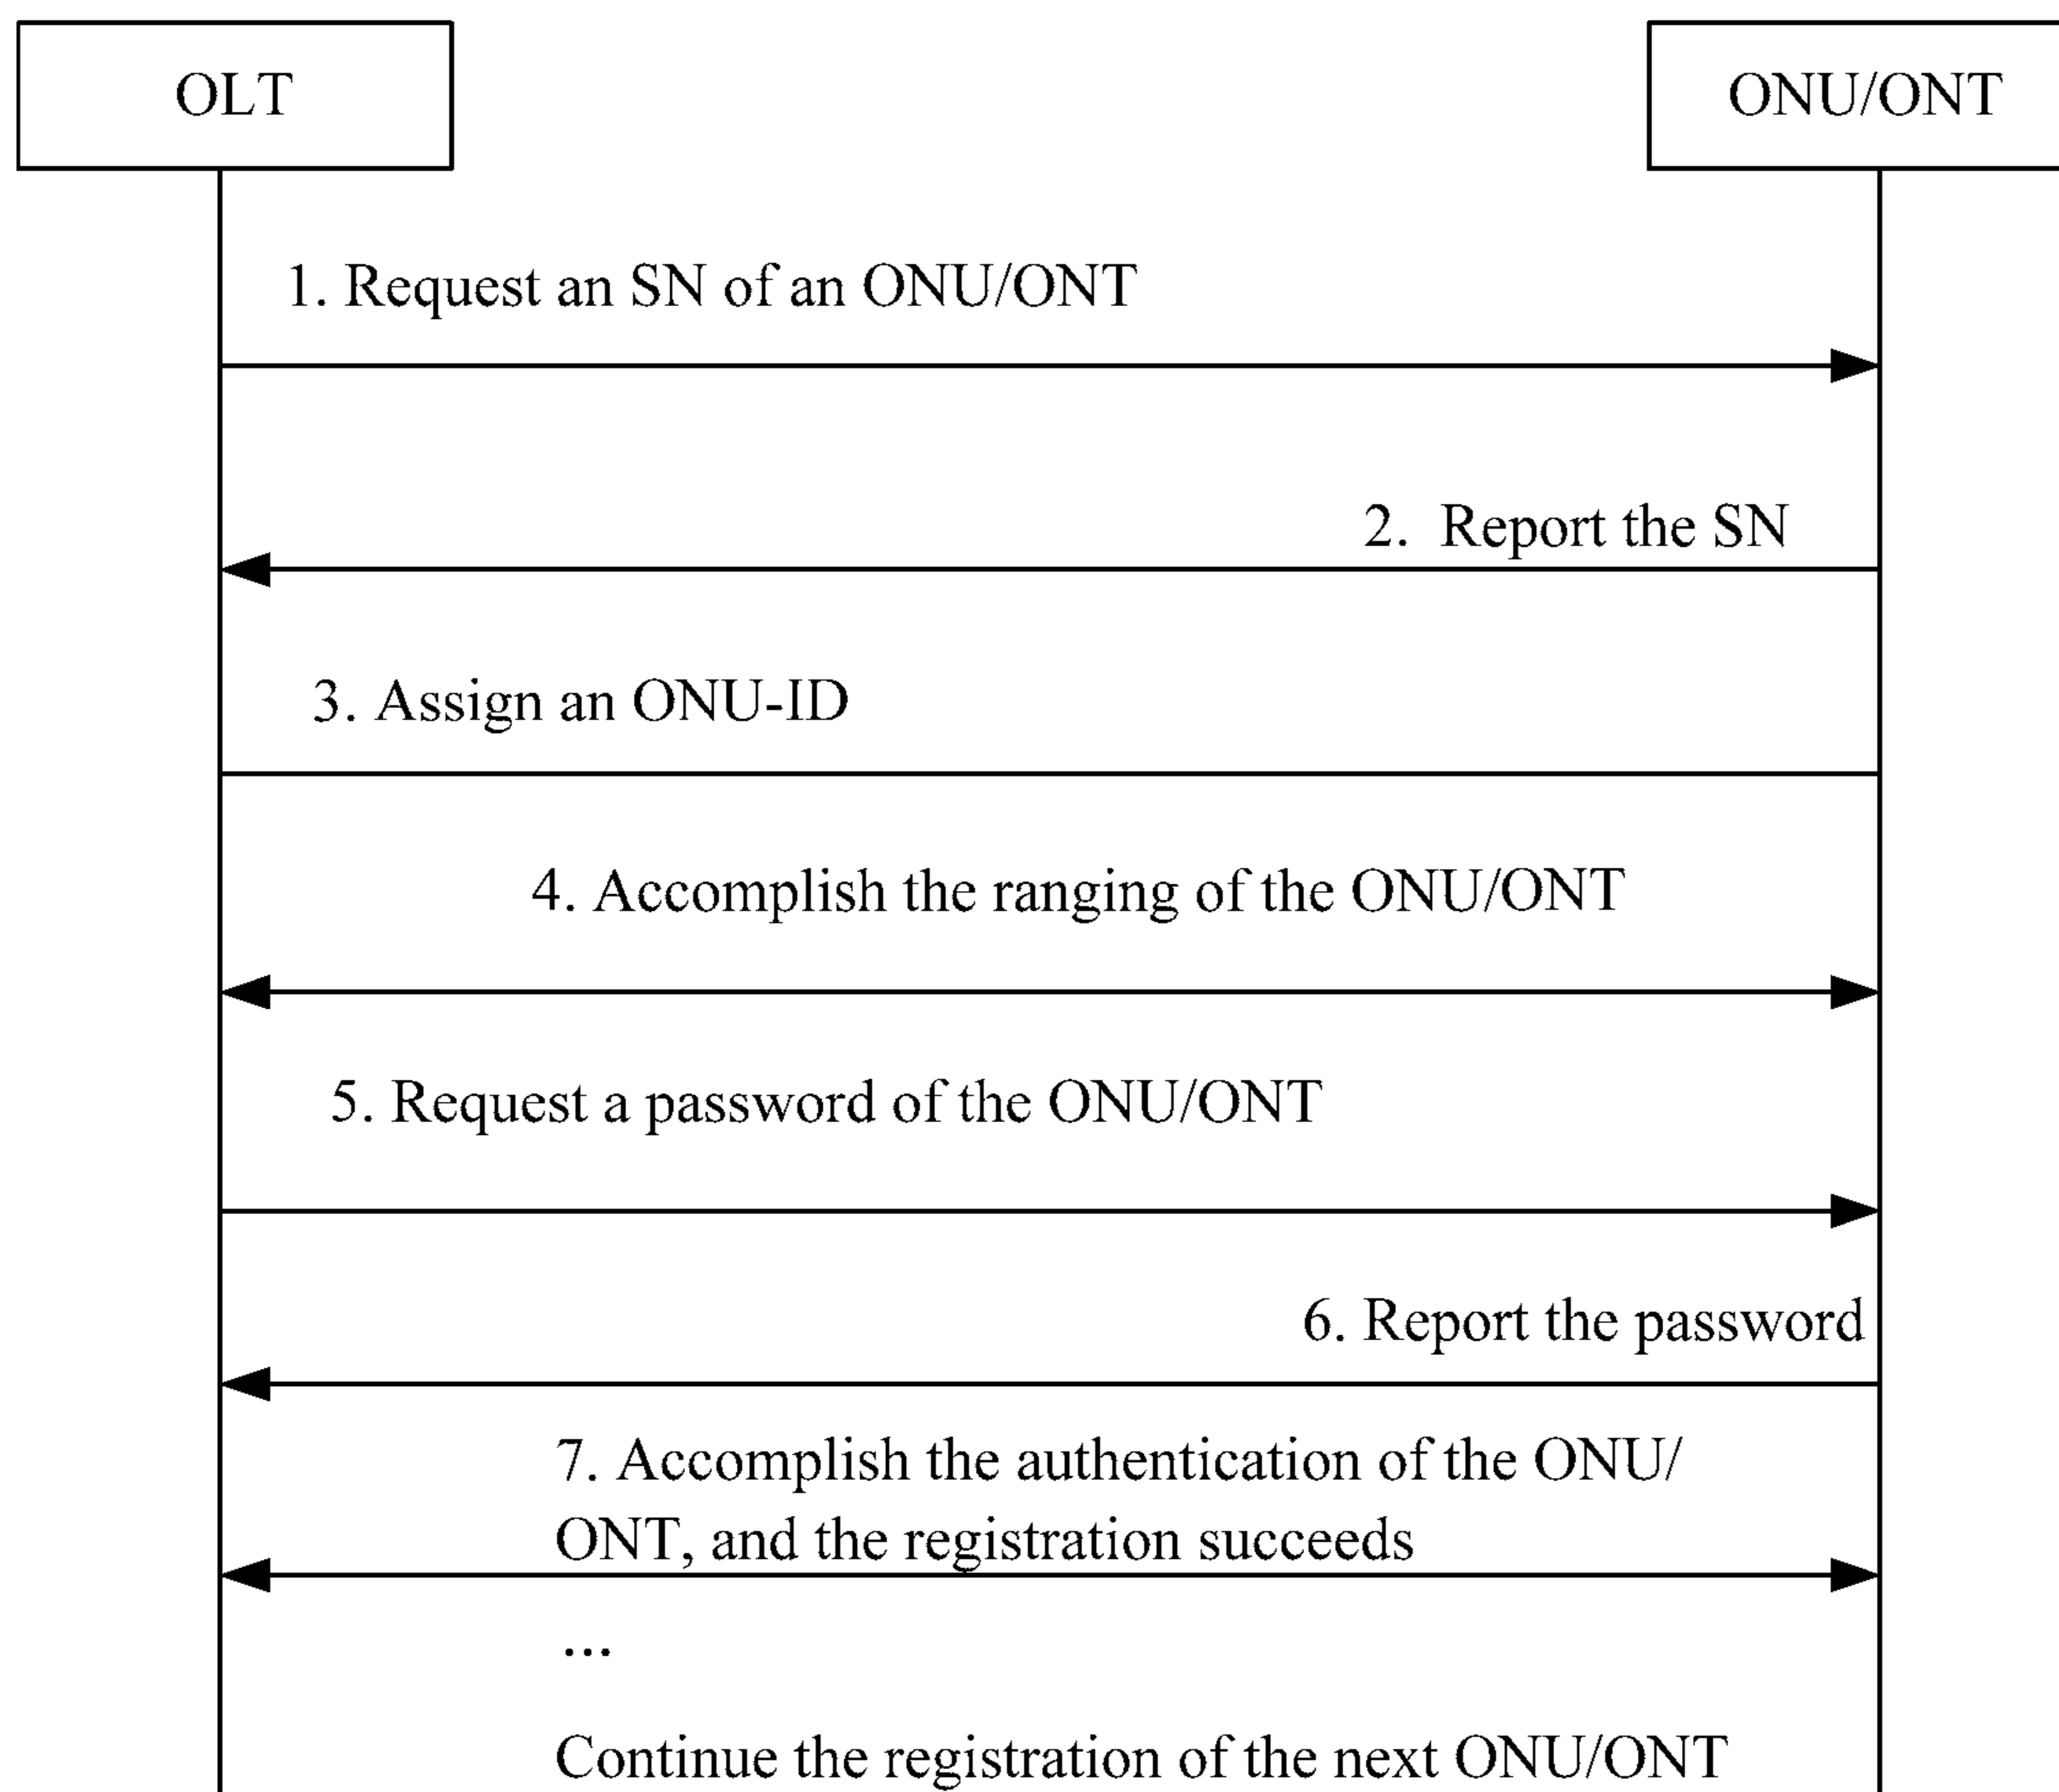 OLT
ONU/ONT
1. Request an SN of an ONU/ONT
2. Report the SN
3. Assign an ONU-ID
4. Accomplish the ranging of the ONU/ONT
5. Request a password of the ONU/ONT
6. Report the password
7. Accomplish the authentication of the ONU/
ONT, and the registration succeeds
...
Continue the registration of the next ONU/ONT